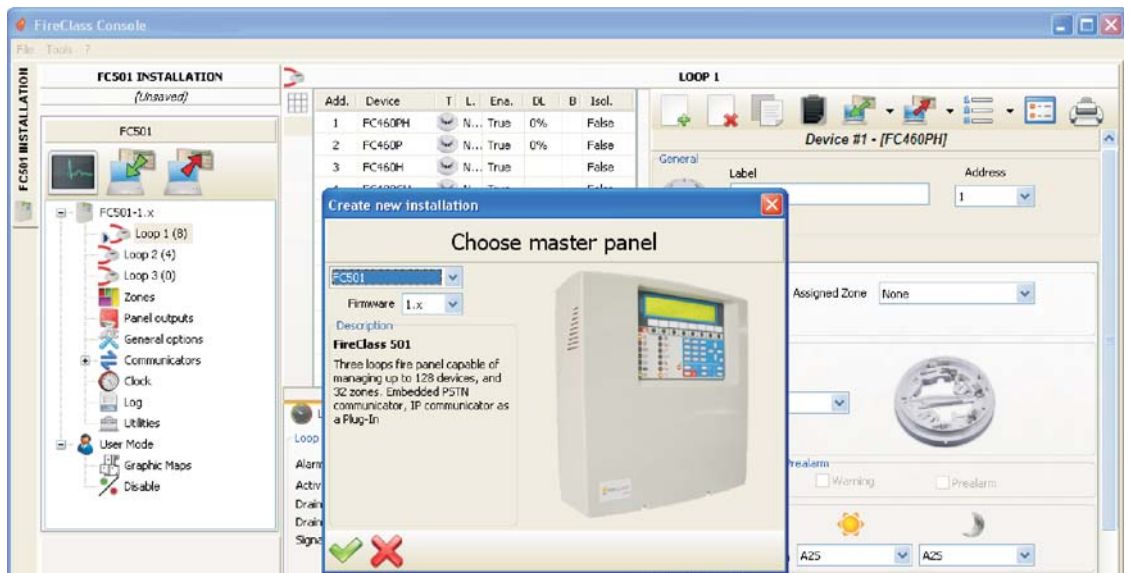 FireClass Console
File Tools ?
FC501 INSTALLATION
FC501 INSTALLATION
(Unsaved)
FC501
FC501-1.x
Loop 1 (8)
Loop 2 (4)
Loop 3 (0)
Zones
Panel outputs
General options
Communicators
Clock
Log
Utilities
User Mode
Graphic Maps
Disable
LOOP 1
Add. Device T L. Ena. DL B Isol.
1 FC460PH N... True 0% False
2 FC460P N... True 0% False
3 FC460H N... True False
Device #1 - [FC460PH]
General
Label
Address
1
Assigned Zone None
Prealarm
Warning
Prealarm
A25
A25
Create new installation
Choose master panel
FC501
Firmware 1.x
Description
FireClass 501
Three loops fire panel capable of
managing up to 128 devices, and
32 zones. Embedded PSTN
communicator, IP communicator as
a Plug-In
Loop